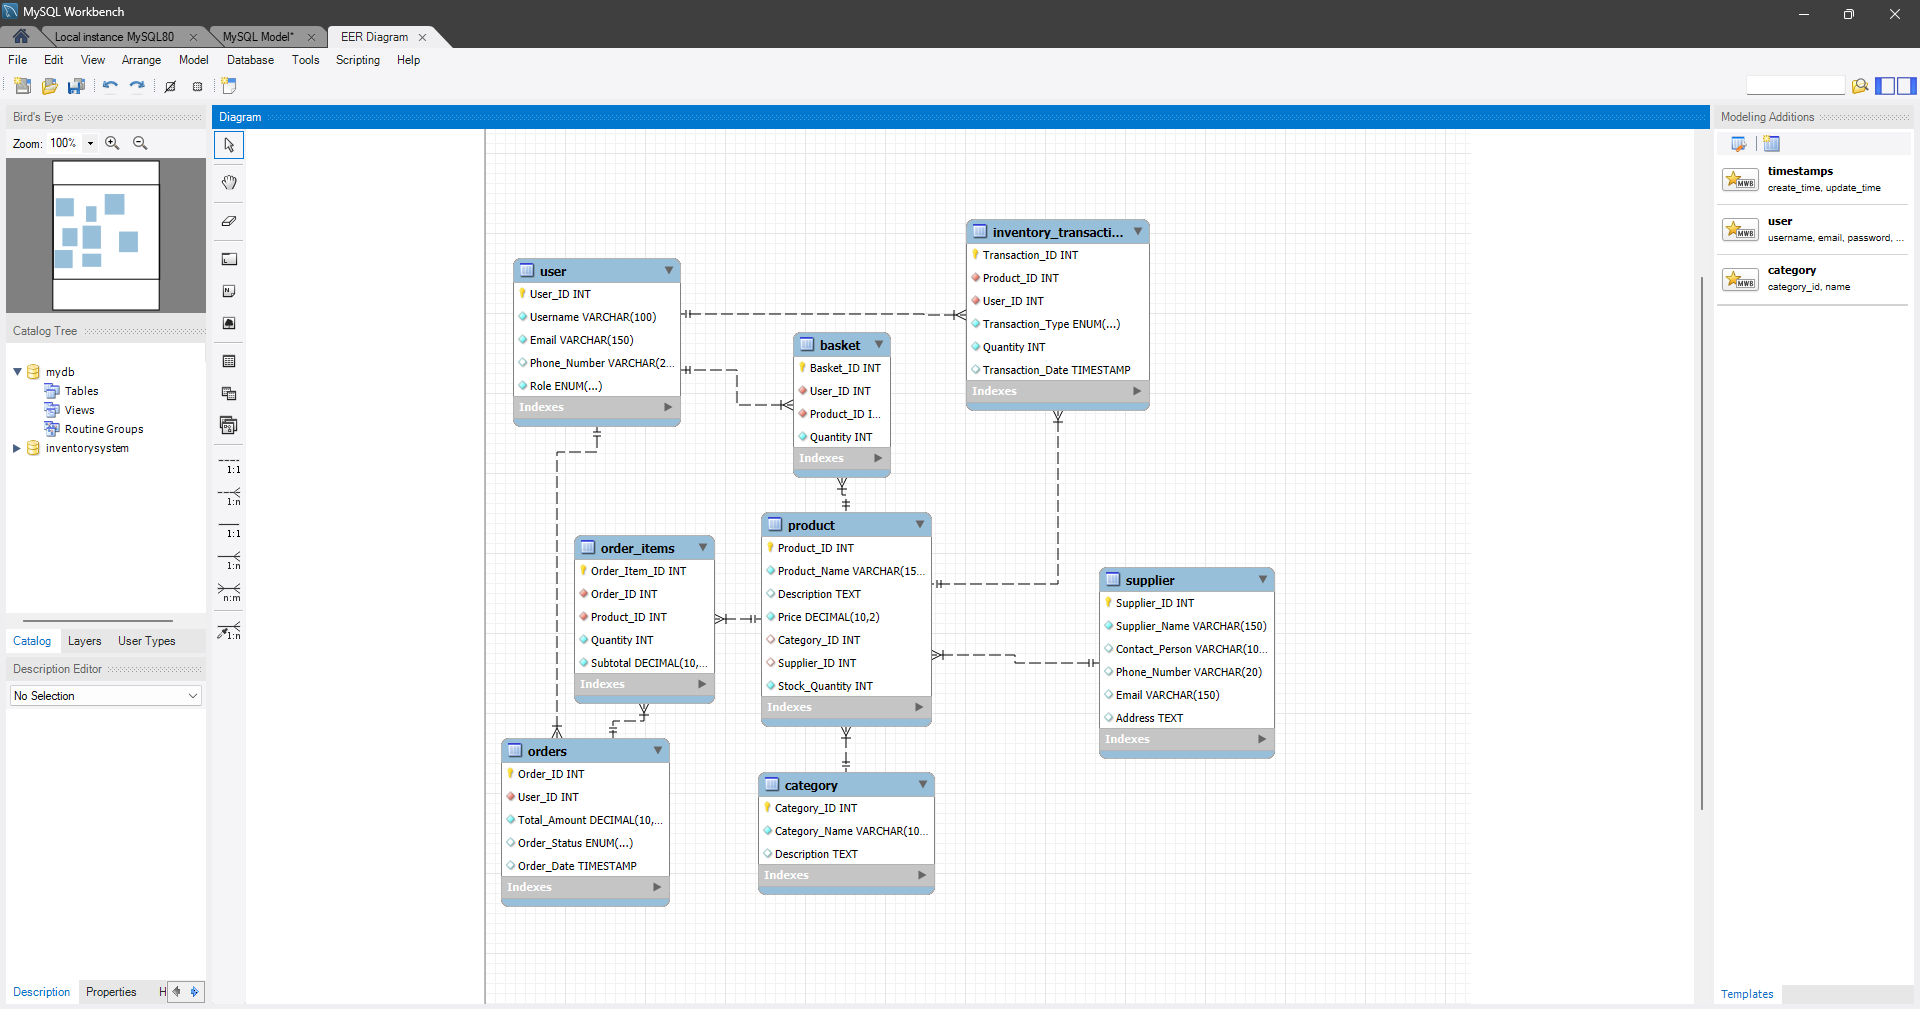 MySQL Workbench
Local instance MySQL80
MySQL Model*
EER Diagram
File Edit View Arrange Model Database Tools Scripting Help
Bird's Eye
Zoom: 100%
Catalog Tree
mydb
Tables
Views
Routine Groups
inventorysystem
Catalog Layers User Types
Description Editor
No Selection
Description Properties H
Diagram
1:1
1:n
1:1
1:n
n:m
1:n
user
User_ID INT
Username VARCHAR(100)
Email VARCHAR(150)
Phone_Number VARCHAR(2...
Role ENUM(...)
Indexes
basket
Basket_ID INT
User_ID INT
Product_ID I...
Quantity INT
Indexes
inventory_transacti...
Transaction_ID INT
Product_ID INT
User_ID INT
Transaction_Type ENUM(...)
Quantity INT
Transaction_Date TIMESTAMP
Indexes
order_items
Order_Item_ID INT
Order_ID INT
Product_ID INT
Quantity INT
Subtotal DECIMAL(10,...
Indexes
product
Product_ID INT
Product_Name VARCHAR(15...
Description TEXT
Price DECIMAL(10,2)
Category_ID INT
Supplier_ID INT
Stock_Quantity INT
Indexes
supplier
Supplier_ID INT
Supplier_Name VARCHAR(150)
Contact_Person VARCHAR(10...
Phone_Number VARCHAR(20)
Email VARCHAR(150)
Address TEXT
Indexes
orders
Order_ID INT
User_ID INT
Total_Amount DECIMAL(10,...
Order_Status ENUM(...)
Order_Date TIMESTAMP
Indexes
category
Category_ID INT
Category_Name VARCHAR(10...
Description TEXT
Indexes
Modeling Additions
MWB
timestamps
create_time, update_time
MWB
user
username, email, password, ...
MWB
category
category_id, name
Templates